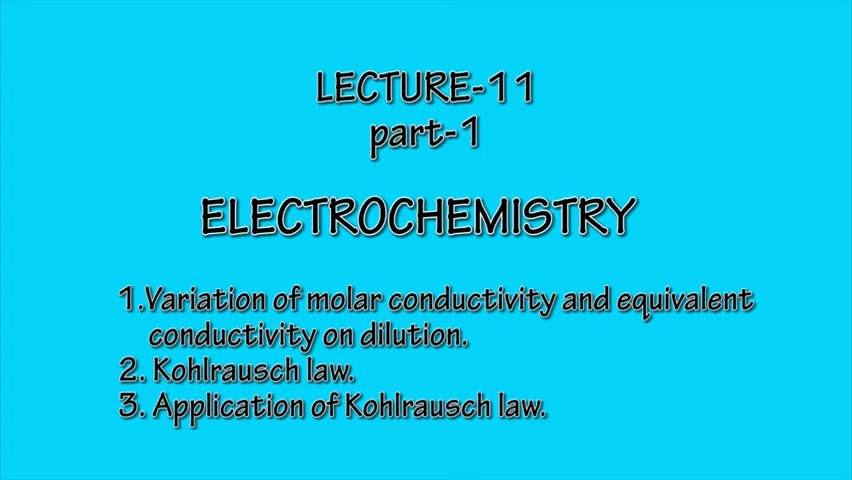 LECTURE-11
part-1
ELECTROCHEMISTRY
1.Variation of molar conductivity and equivalent
conductivity on dilution.
2. Kohlrausch law.
3. Application of Kohlrausch law.